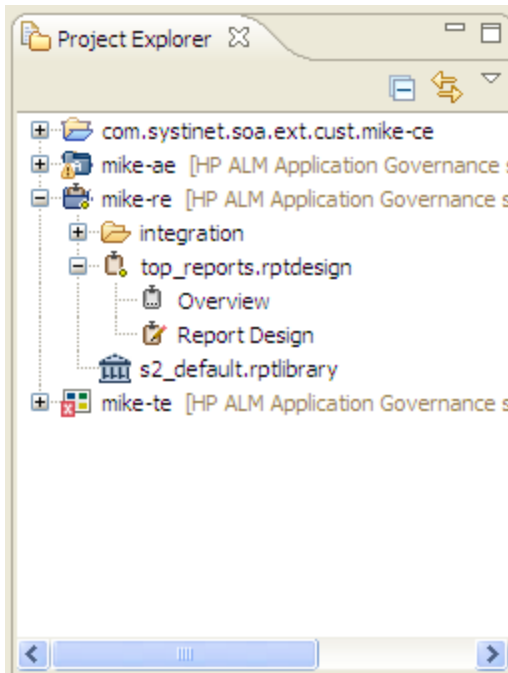 Project Explorer
com.systinet.soa.ext.cust.mike-ce
mike-ae [HP ALM Application Governance s
mike-re [HP ALM Application Governance s
integration
top_reports.rptdesign
Overview
Report Design
s2_default.rptlibrary
mike-te [HP ALM Application Governance s